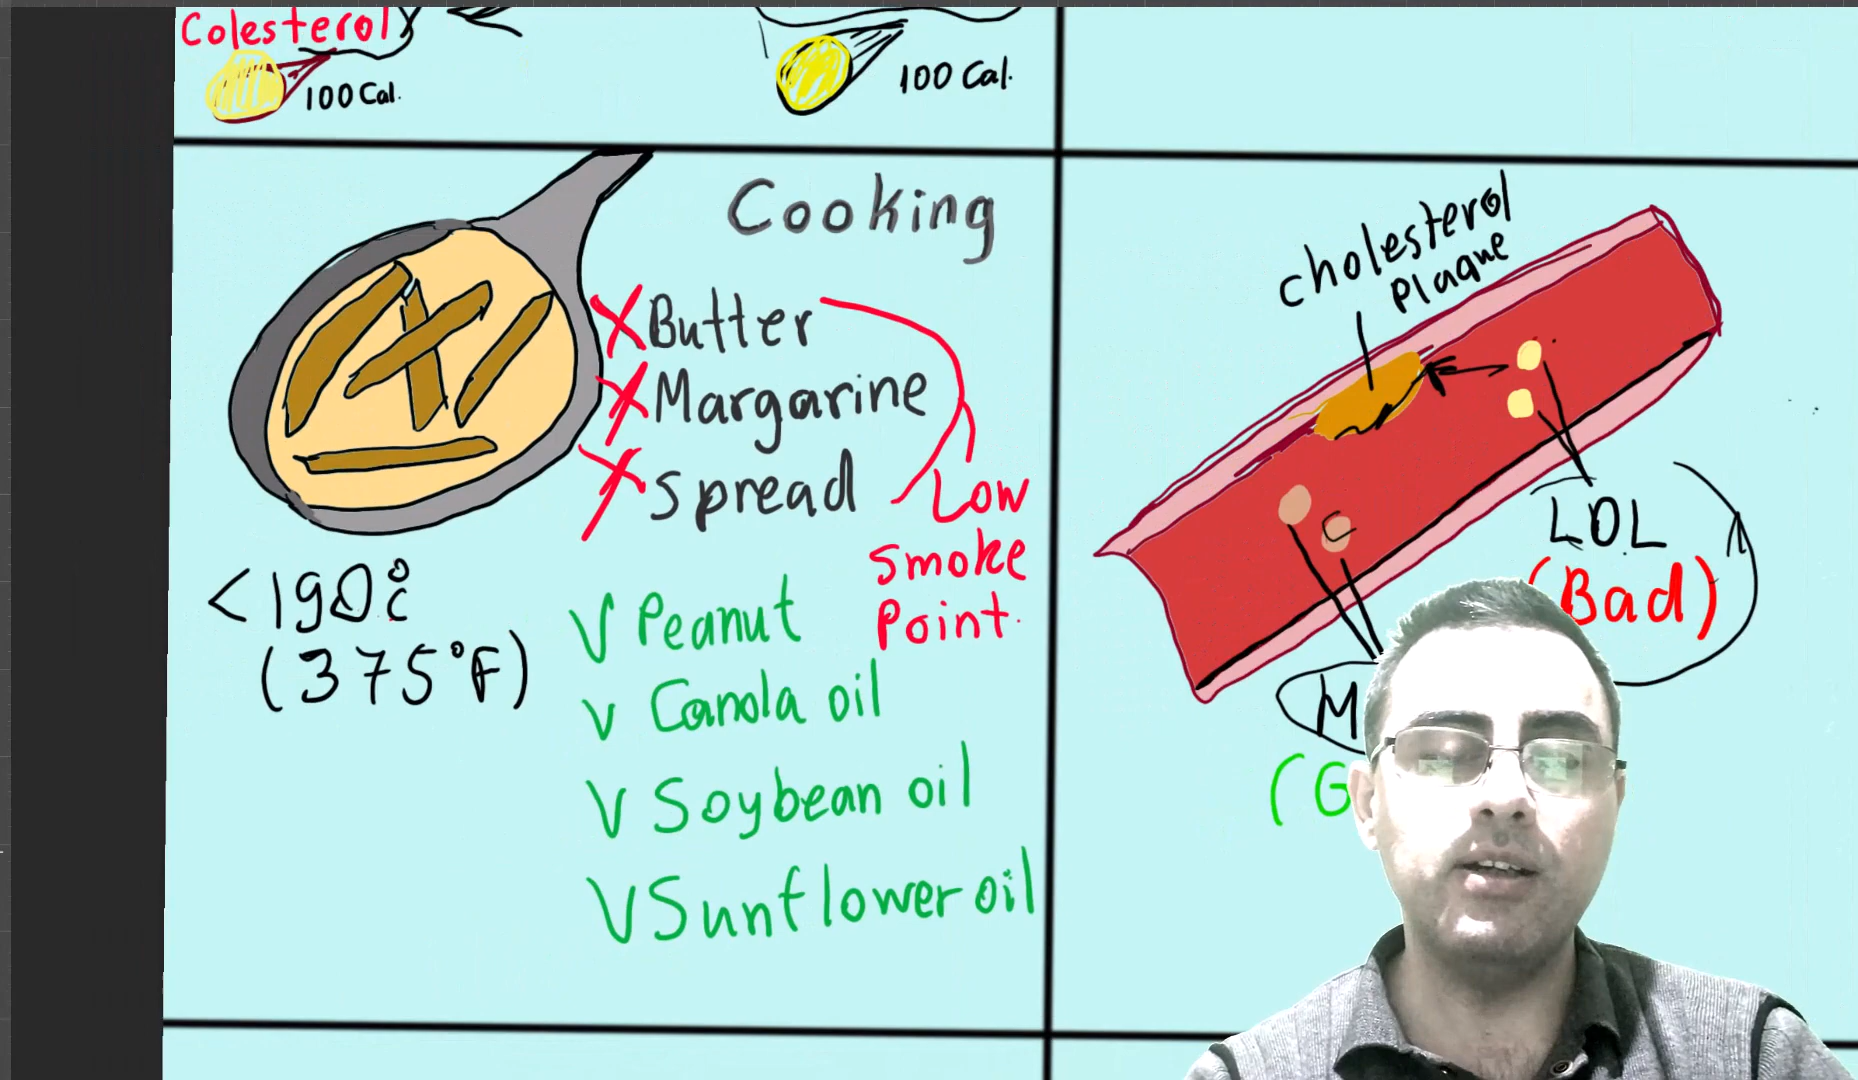 Colesterol
100 Cal.
100 Cal.
Cooking
Butter
Margarine
Spread
Low
smoke
Point.
<190°C
(375°F)
V Peanut
V Canola oil
V Soybean oil
V Sunflower oil
cholesterol
Plaque
LDL
(Bad)